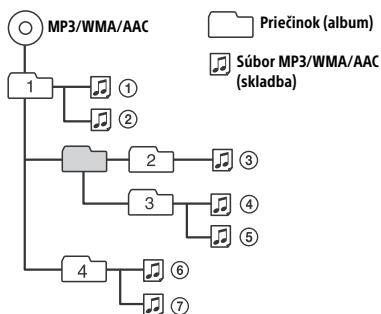 MP3/WMA/AAC
Priečinok (album)
Súbor MP3/WMA/AAC
(skladba)
1
①
②
2
③
3
④
⑤
4
⑥
⑦